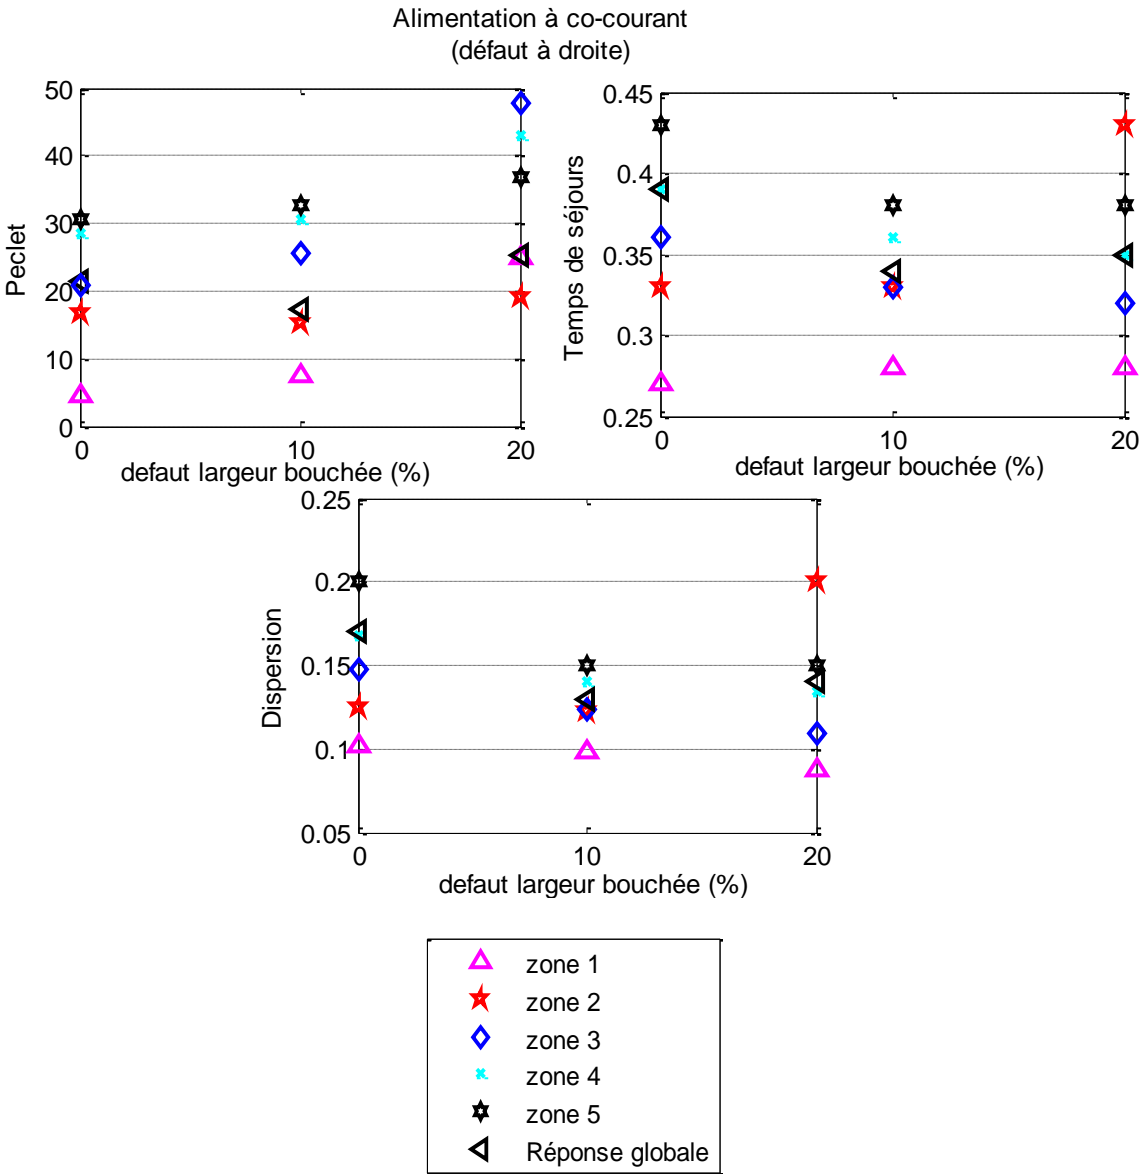 Alimentation à co-courant
(défaut à droite)
50
40
30
20
10
0
Peclet
0 10 20
defaut largeur bouchée (%)
0.45
0.4
0.35
0.3
0.25
Temps de séjours
0 10 20
defaut largeur bouchée (%)
0.25
0.2
0.15
0.1
0.05
Dispersion
0 10 20
defaut largeur bouchée (%)
zone 1
zone 2
zone 3
zone 4
zone 5
Réponse globale